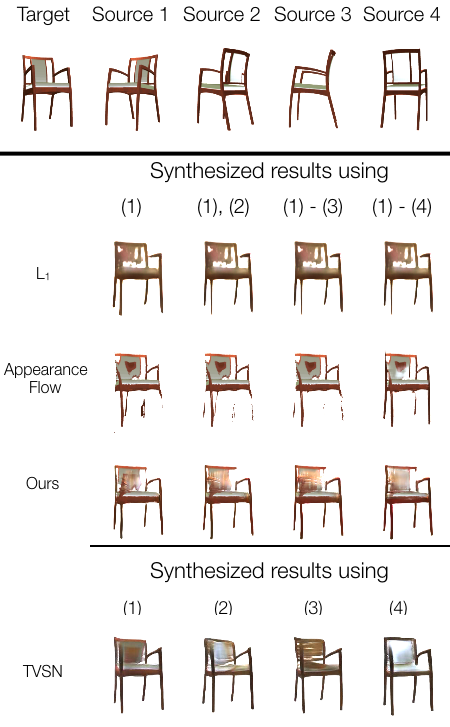 Target Source 1 Source 2 Source 3 Source 4
Synthesized results using
(1) (1), (2) (1) - (3) (1) - (4)
L1
Appearance
Flow
Ours
Synthesized results using
(1) (2) (3) (4)
TVSN